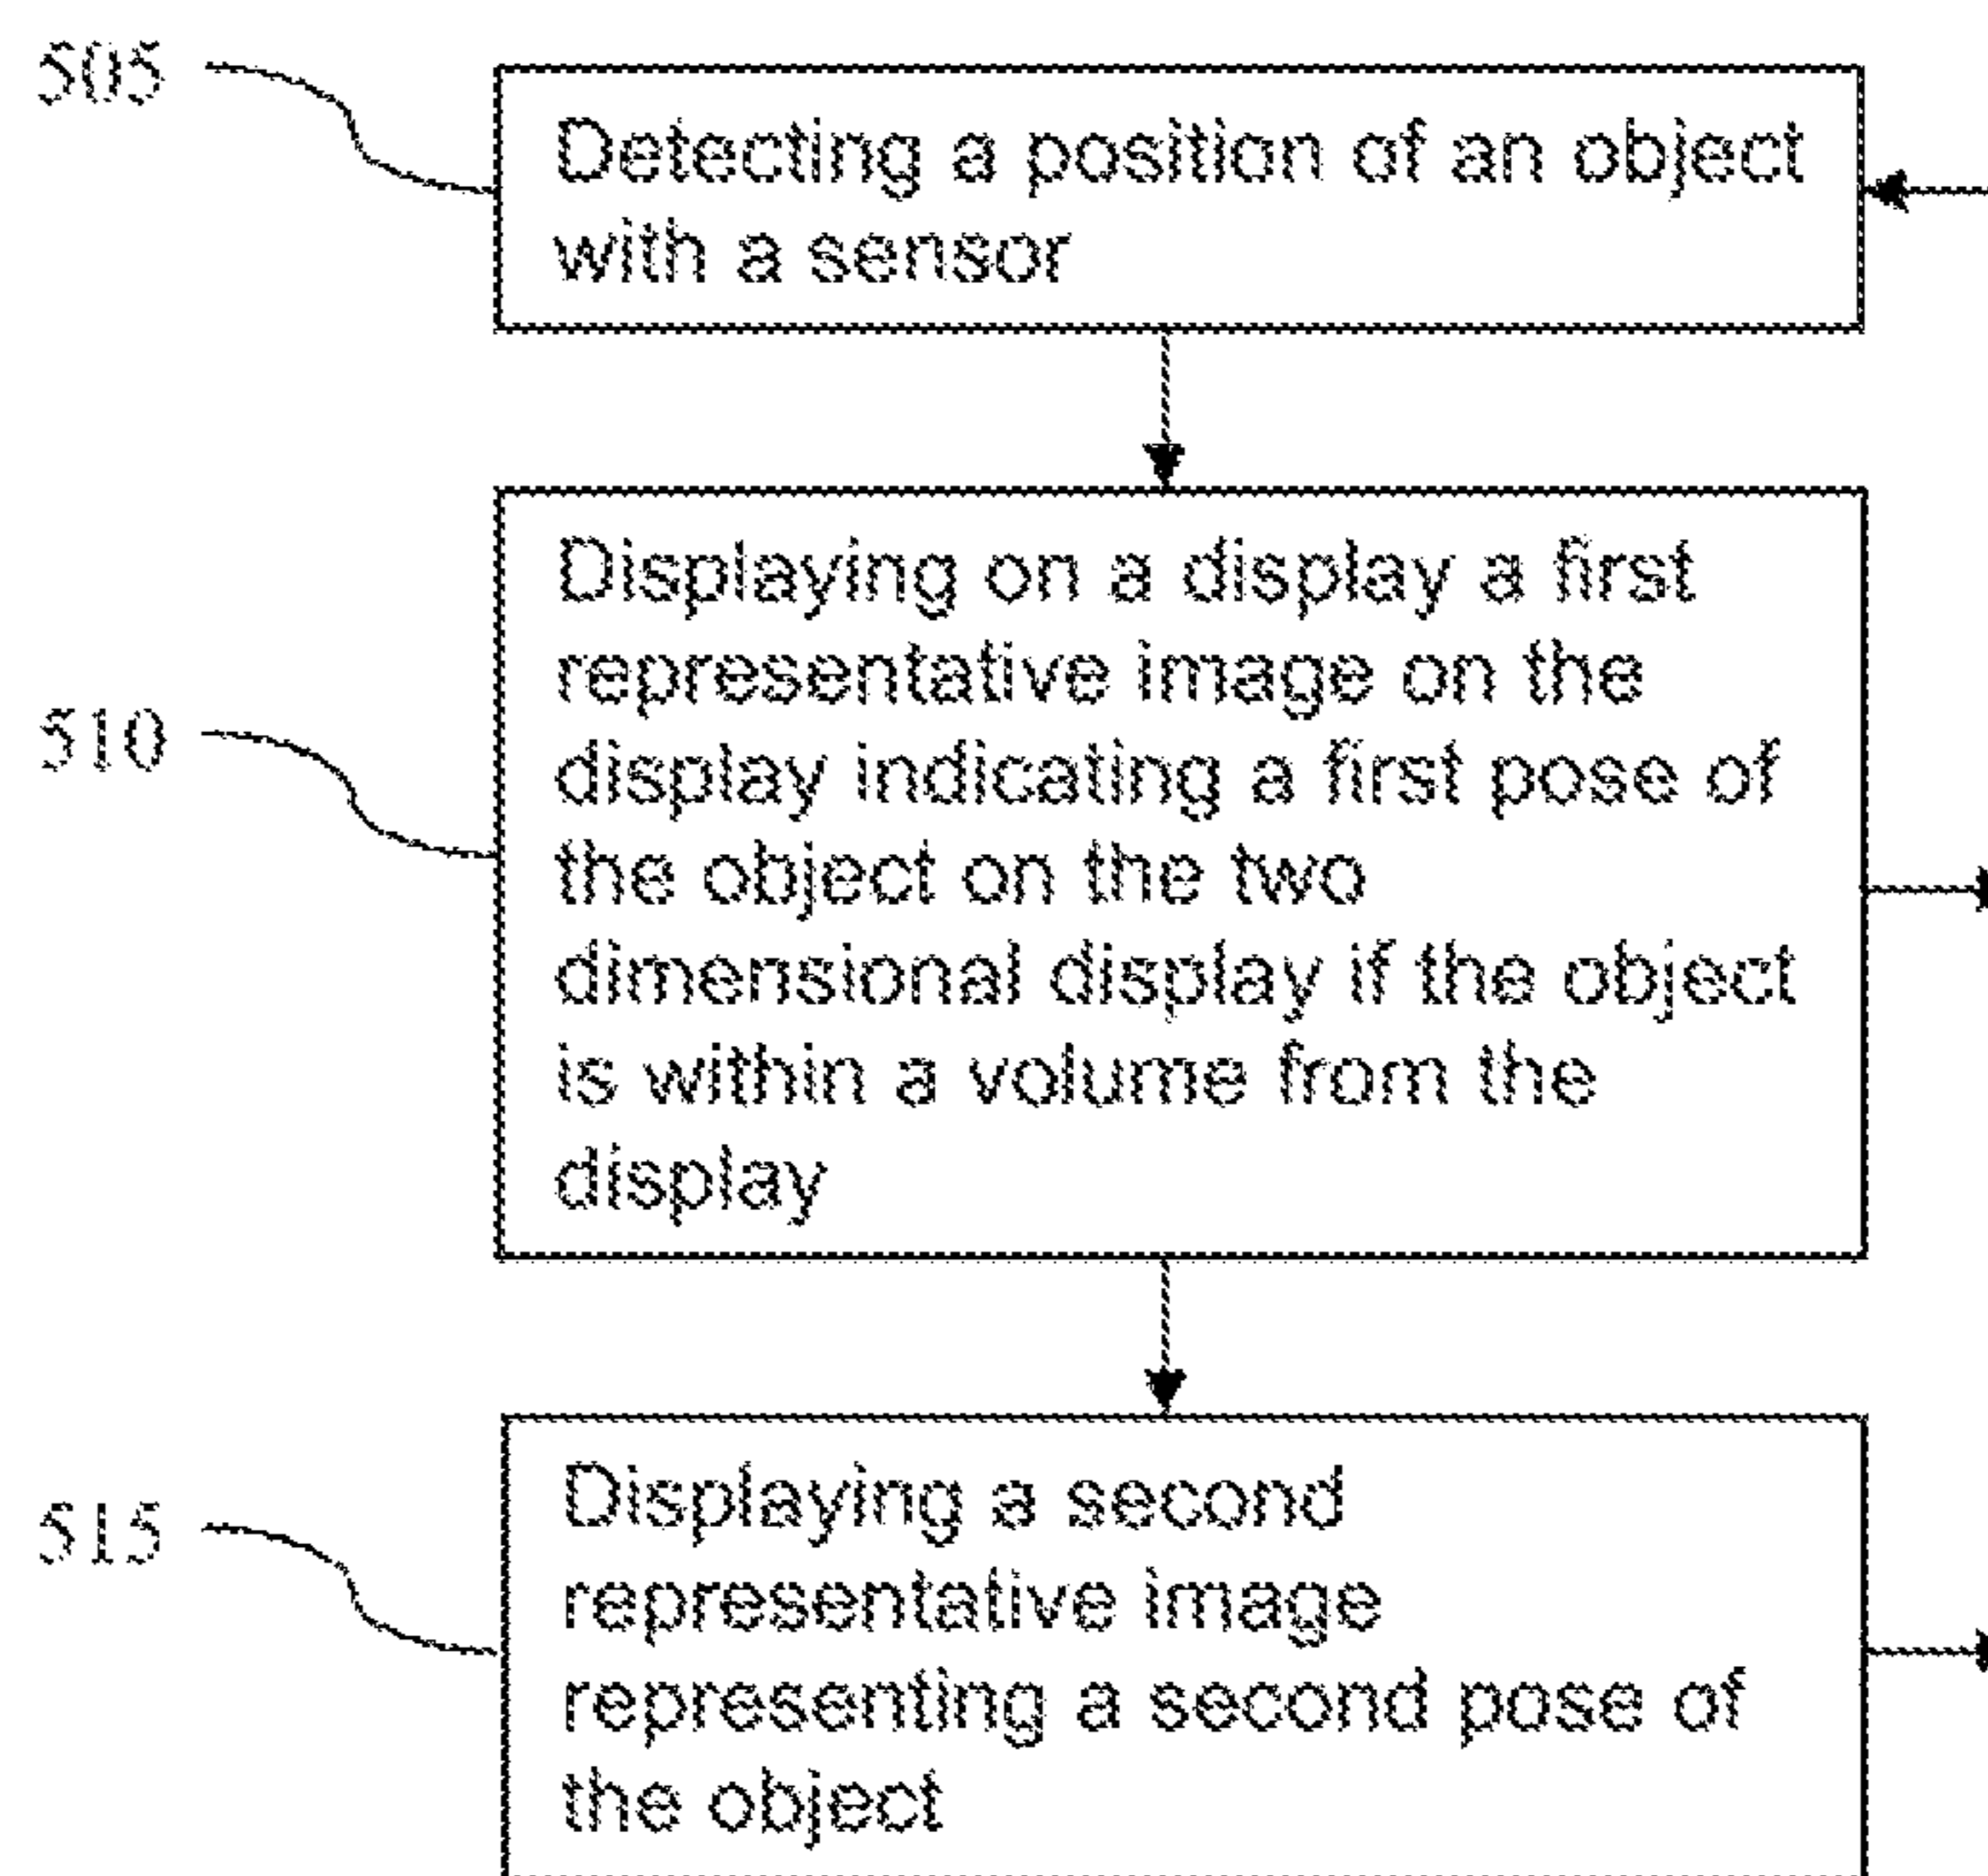 505
Detecting a position of an object
with a sensor
510
Displaying on a display a first
representative image on the
display indicating a first pose of
the object on the two
dimensional display if the object
is within a volume from the
display
515
Displaying a second
representative image
representing a second pose of
the object